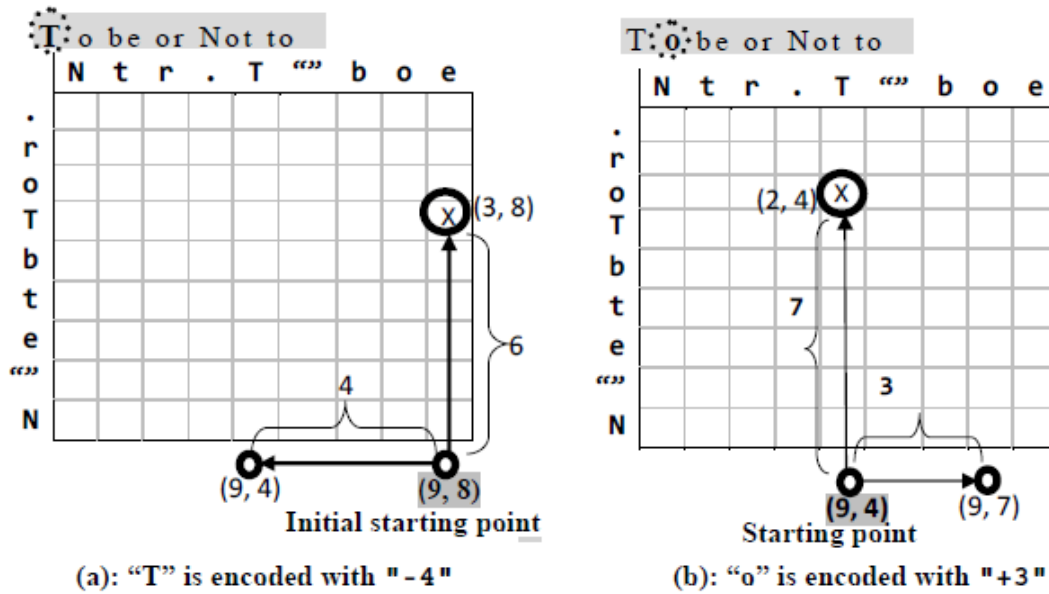 T o be or Not to
N t r . T “” b o e
.
r
o
T
b
t
e
“”
N
X
(3, 8)
6
4
(9, 4)
(9, 8)
Initial starting point
(a): “T” is encoded with "-4"
T o be or Not to
N t r . T “” b o e
.
r
o
T
b
t
e
“”
N
X
(2, 4)
7
3
(9, 4)
(9, 7)
Starting point
(b): “o” is encoded with "+3"